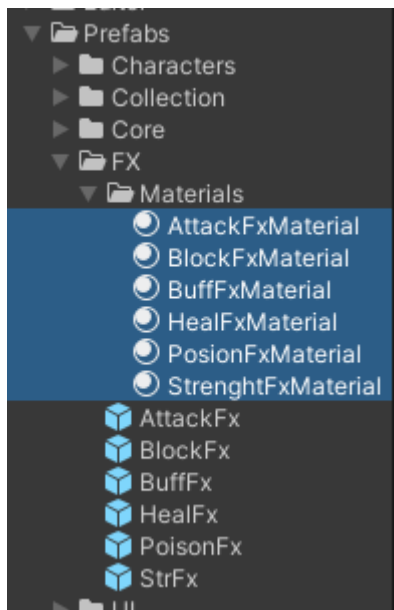 Prefabs
Characters
Collection
Core
FX
Materials
AttackFxMaterial
BlockFxMaterial
BuffFxMaterial
HealFxMaterial
PosionFxMaterial
StrenghtFxMaterial
AttackFx
BlockFx
BuffFx
HealFx
PoisonFx
StrFx